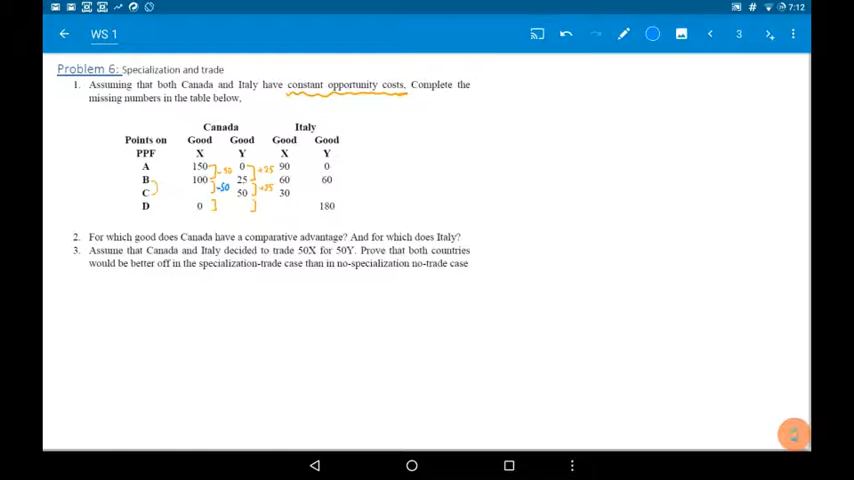 7:12
WS 1
3
Problem 6: Specialization and trade
1. Assuming that both Canada and Italy have constant opportunity costs, Complete the
missing numbers in the table below,
Canada Italy
Points on Good Good Good Good
PPF X Y X Y
A 150 -50 0 +25 90 0
B 100 -50 25 +25 60 60
C 50 30
D 0 180
2. For which good does Canada have a comparative advantage? And for which does Italy?
3. Assume that Canada and Italy decided to trade 50X for 50Y. Prove that both countries
would be better off in the specialization-trade case than in no-specialization no-trade case